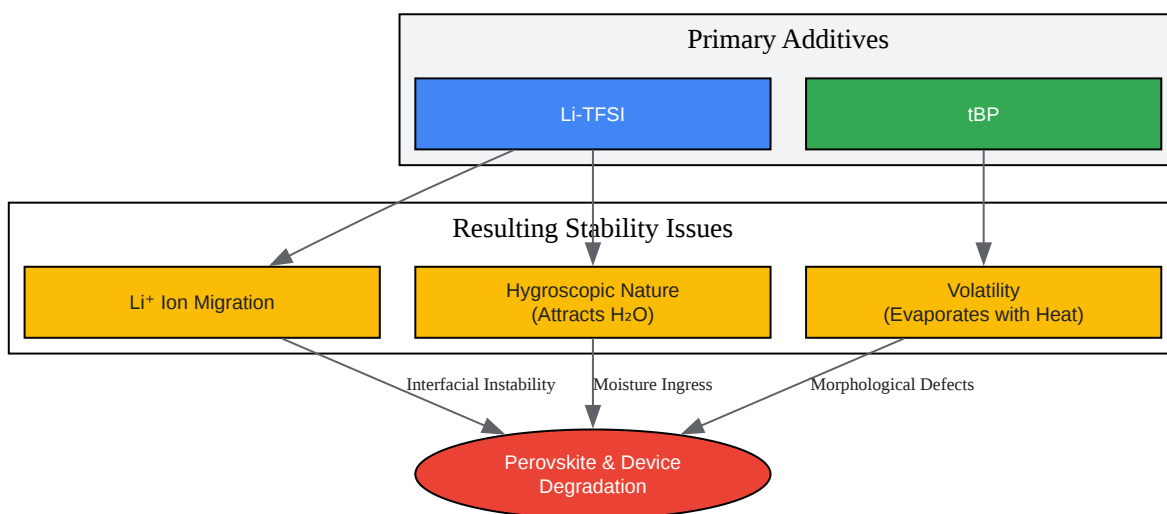 Primary Additives
Li-TFSI
tBP
Resulting Stability Issues
Li⁺ Ion Migration
Hygroscopic Nature
(Attracts H₂O)
Volatility
(Evaporates with Heat)
Interfacial Instability
Moisture Ingress
Morphological Defects
Perovskite & Device
Degradation